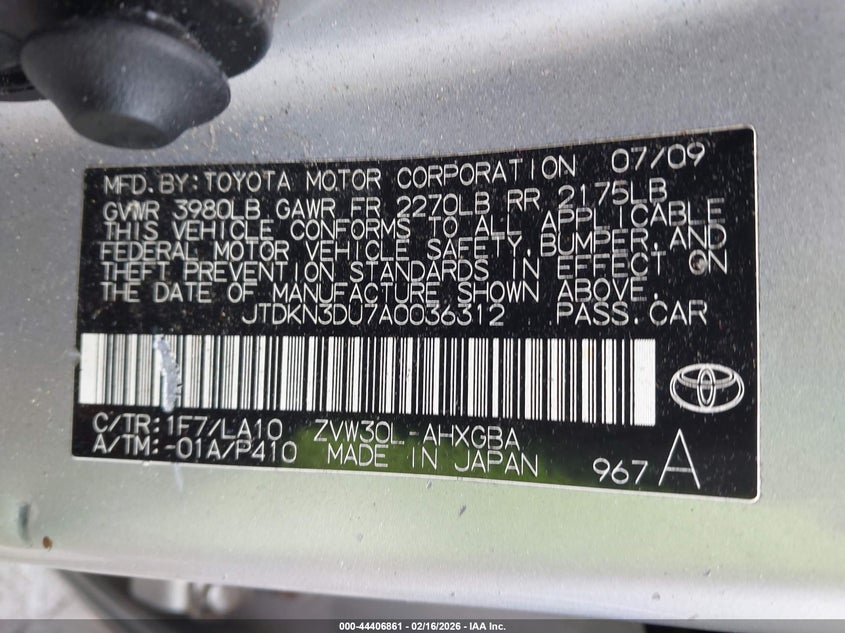 MFD. BY: TOYOTA MOTOR CORPORATION 07/09
GVWR 3980LB GAWR FR 2270LB RR 2175LB
THIS VEHICLE CONFORMS TO ALL APPLICABLE
FEDERAL MOTOR VEHICLE SAFETY, BUMPER, AND
THEFT PREVENTION STANDARDS IN EFFECT ON
THE DATE OF MANUFACTURE SHOWN ABOVE.
JTDKN3DU7A0036312 PASS. CAR
C/TR: 1F7/LA10 ZVW30L-AHXGBA
A/TM: -01A/P410 MADE IN JAPAN 967 A
000-44406861 - 02/16/2026 - IAA Inc.